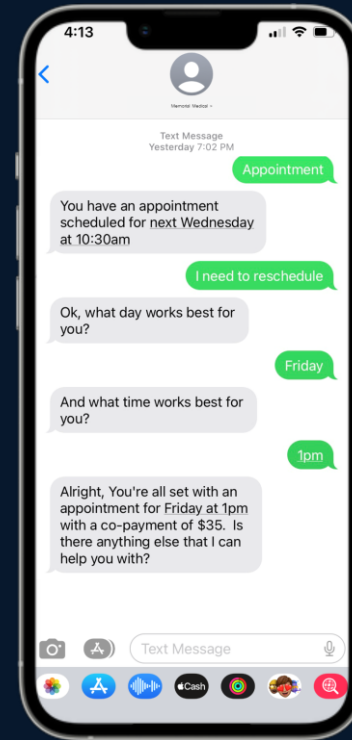 4:13
Memorial Medical >
Text Message
Yesterday 7:02 PM
Appointment
You have an appointment
scheduled for next Wednesday
at 10:30am
I need to reschedule
Ok, what day works best for
you?
Friday
And what time works best for
you?
1pm
Alright, You're all set with an
appointment for Friday at 1pm
with a co-payment of $35.  Is
there anything else that I can
help you with?
Text Message
Cash